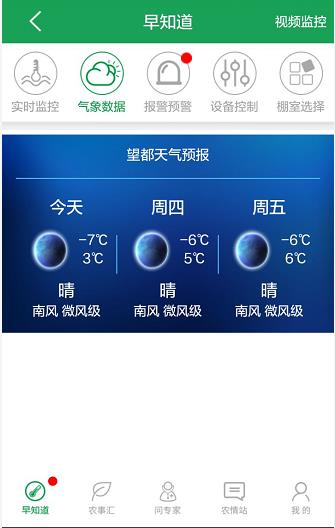 早知道 视频监控
实时监控 气象数据 报警预警 设备控制 棚室选择
望都天气预报
今天 周四 周五
-7℃ -6℃ -6℃
3℃ 5℃ 6℃
晴 晴 晴
南风 微风级 南风 微风级 南风 微风级
早知道 农事汇 问专家 农情站 我的